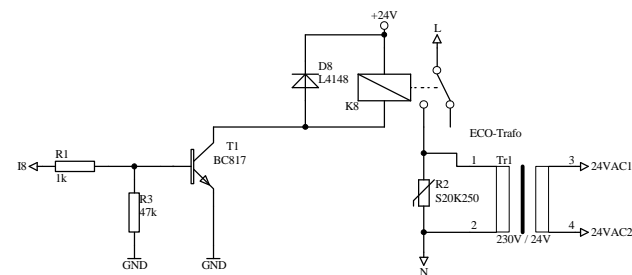 +24V
L
D8
L4148
K8
ECO-Trafo
T1
BC817
R1
I8
1k
1
Tr1
3
24VAC1
R2
S20K250
R3
47k
2
4
24VAC2
230V / 24V
GND
GND
N